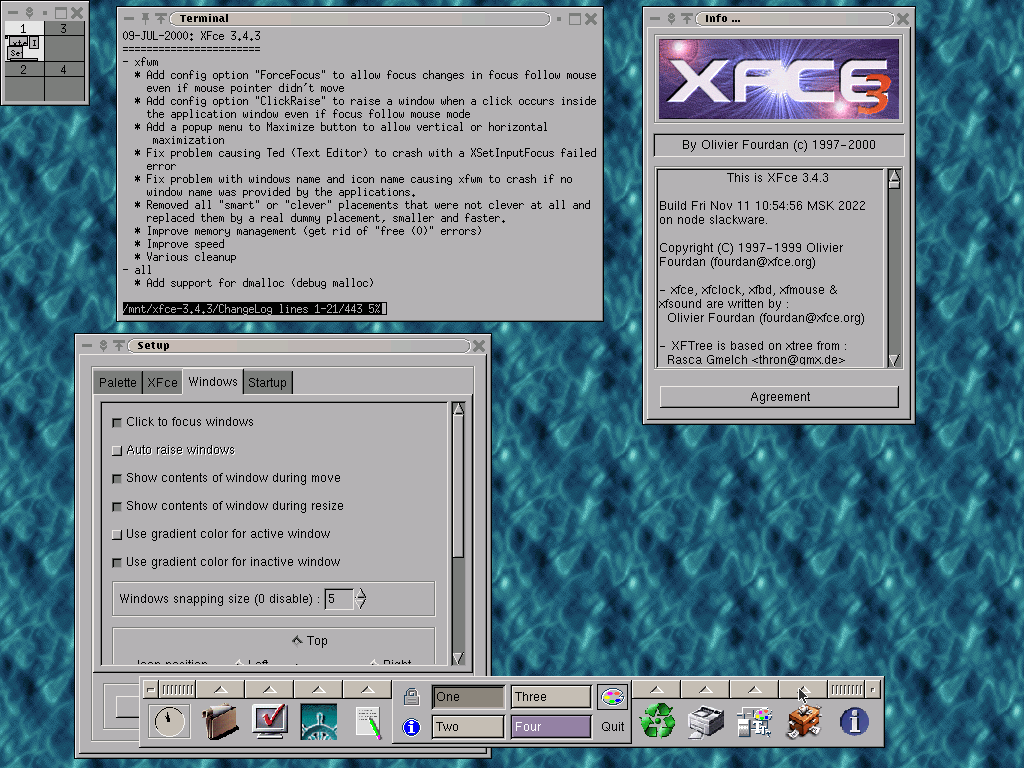 1 3
2 4
Terminal
09-JUL-2000: XFce 3.4.3
=======================
- xfwm
* Add config option "ForceFocus" to allow focus changes in focus follow mouse
even if mouse pointer didn't move
* Add config option "ClickRaise" to raise a window when a click occurs inside
the application window even if focus follow mouse mode
* Add a popup menu to Maximize button to allow vertical or horizontal
maximization
* Fix problem causing Ted (Text Editor) to crash with a XSetInputFocus failed
error
* Fix problem with windows name and icon name causing xfwm to crash if no
window name was provided by the applications.
* Removed all "smart" or "clever" placements that were not clever at all and
replaced them by a real dummy placement, smaller and faster.
* Improve memory management (get rid of "free (0)" errors)
* Improve speed
* Various cleanup
- all
* Add support for dmalloc (debug malloc)
/mnt/xfce-3.4.3/ChangeLog lines 1-21/443 5%
Info ...
XFCE 3
By Olivier Fourdan (c) 1997-2000
This is XFce 3.4.3
Build Fri Nov 11 10:54:56 MSK 2022
on node slackware.
Copyright (C) 1997-1999 Olivier
Fourdan (fourdan@xfce.org)
- xfce, xfclock, xfbd, xfmouse &
xfsound are written by :
Olivier Fourdan (fourdan@xfce.org)
- XFTree is based on xtree from :
Rasca Gmelch <thron@gmx.de>
Agreement
Setup
Palette XFce Windows Startup
Click to focus windows
Auto raise windows
Show contents of window during move
Show contents of window during resize
Use gradient color for active window
Use gradient color for inactive window
Windows snapping size (0 disable) : 5
Top
Icon position Left Right
One Three
Two Four Quit